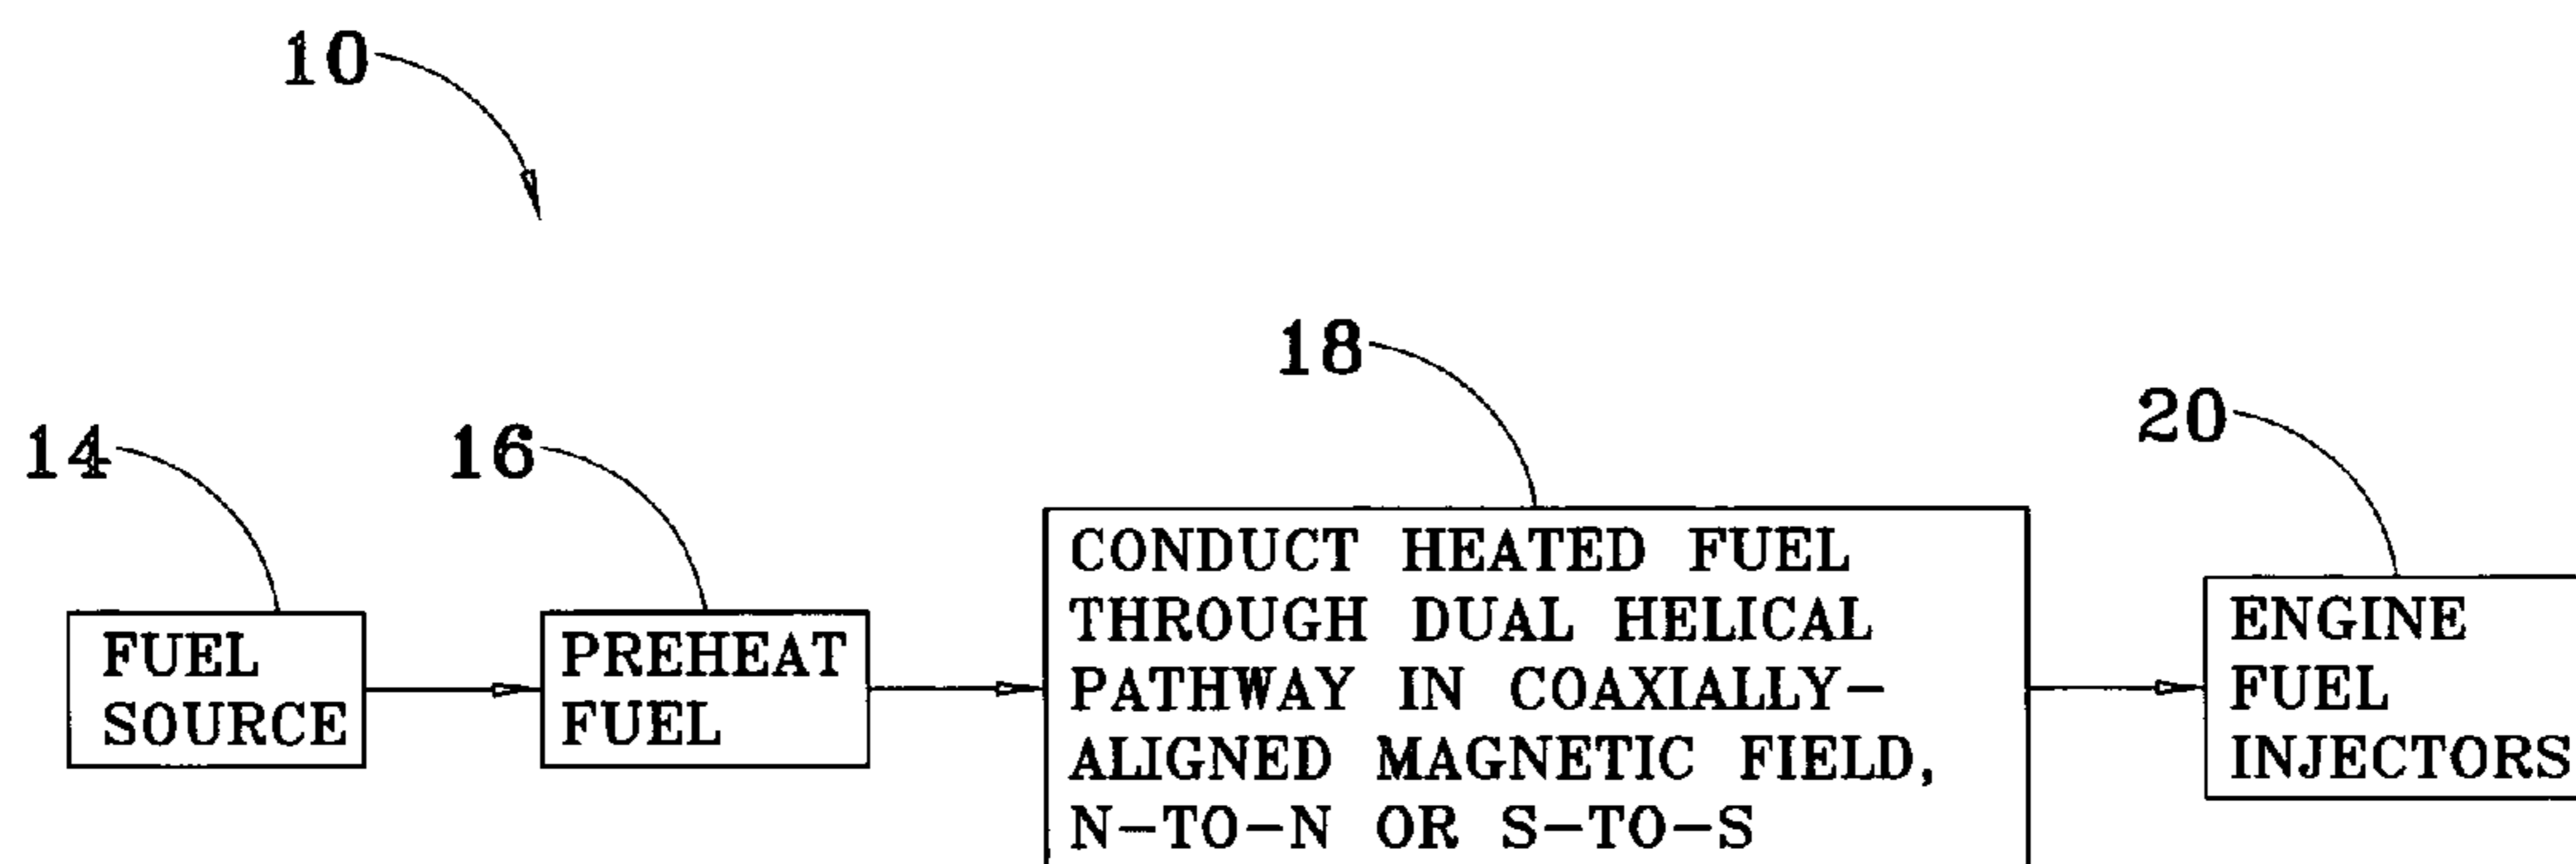 10
18
20
14
16
FUEL
SOURCE
PREHEAT
FUEL
CONDUCT HEATED FUEL
THROUGH DUAL HELICAL
PATHWAY IN COAXIALLY-
ALIGNED MAGNETIC FIELD,
N-TO-N OR S-TO-S
ENGINE
FUEL
INJECTORS